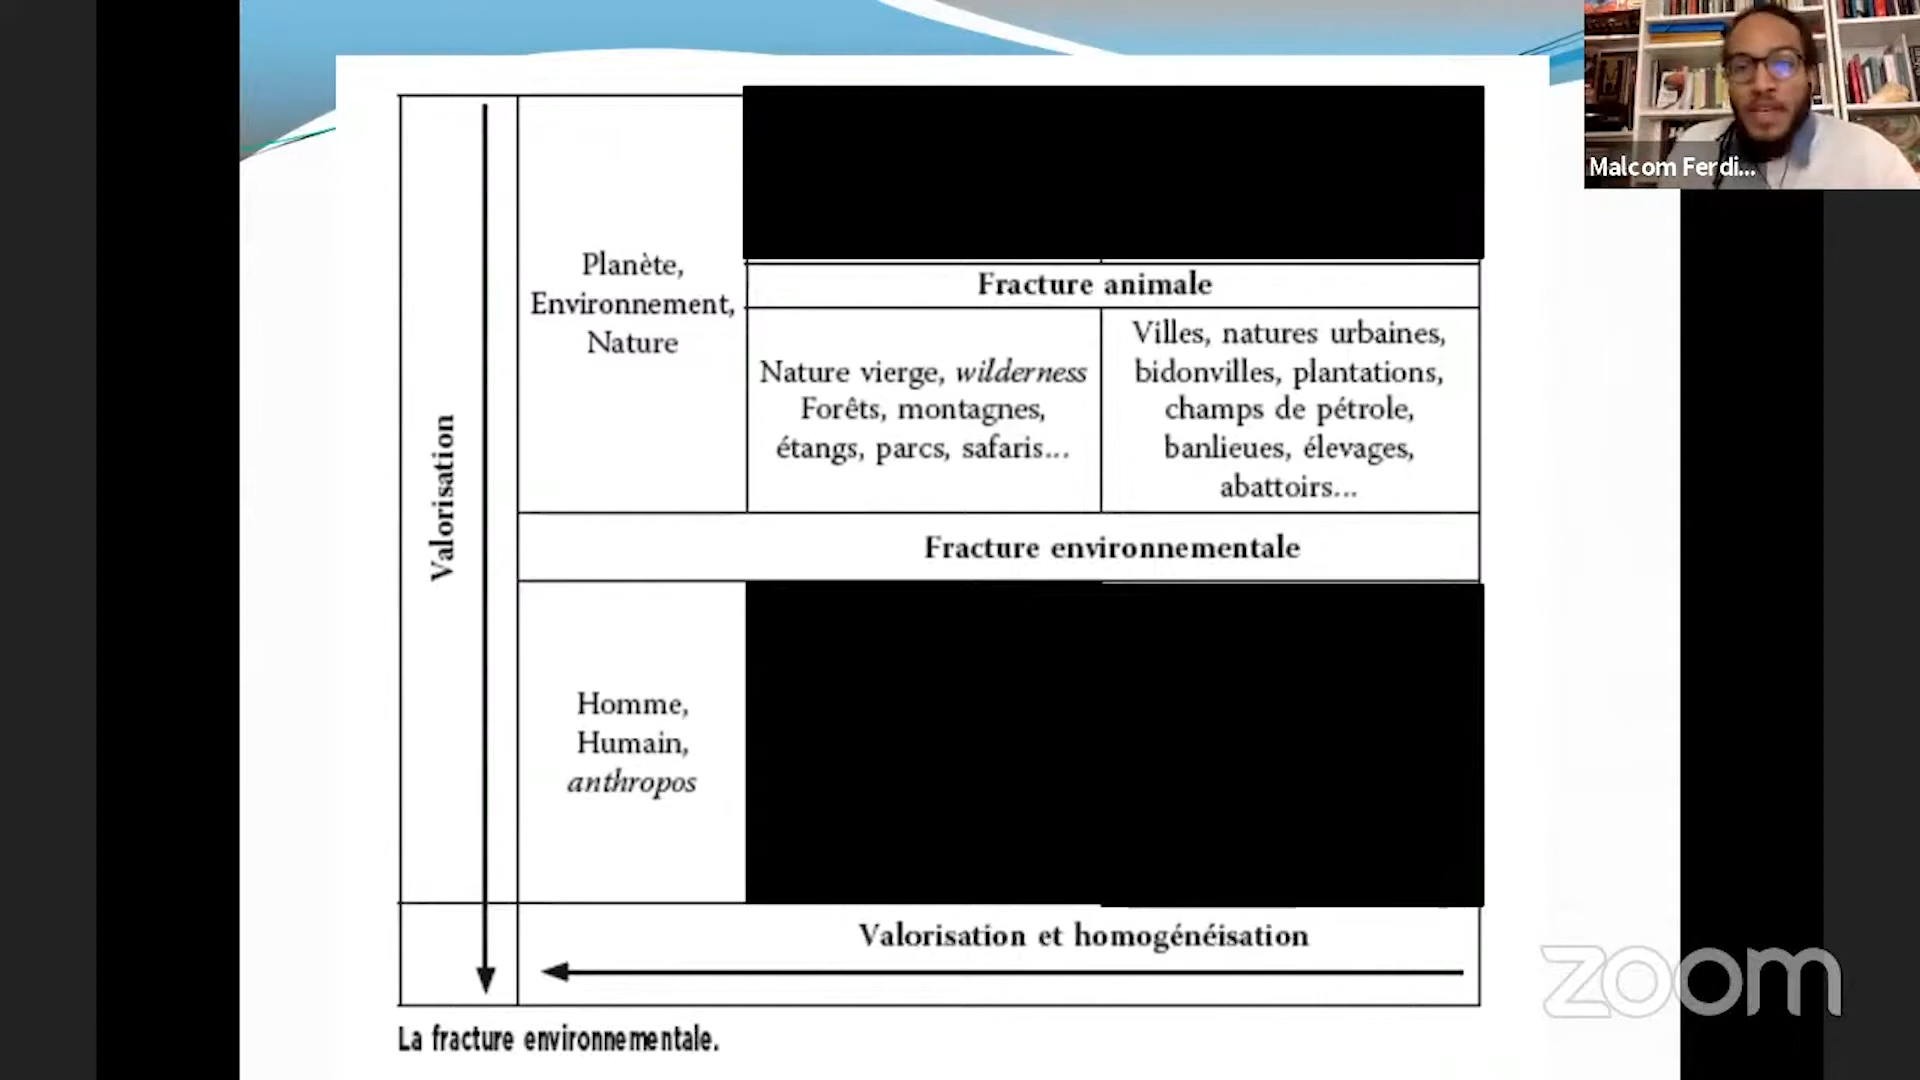 Malcom Ferdi...
Planète,
Environnement,
Nature
Fracture animale
Nature vierge, wilderness
Forêts, montagnes,
étangs, parcs, safaris...
Villes, natures urbaines,
bidonvilles, plantations,
champs de pétrole,
banlieues, élevages,
abattoirs...
Valorisation
Fracture environnementale
Homme,
Humain,
anthropos
Valorisation et homogénéisation
La fracture environnementale.
zoom